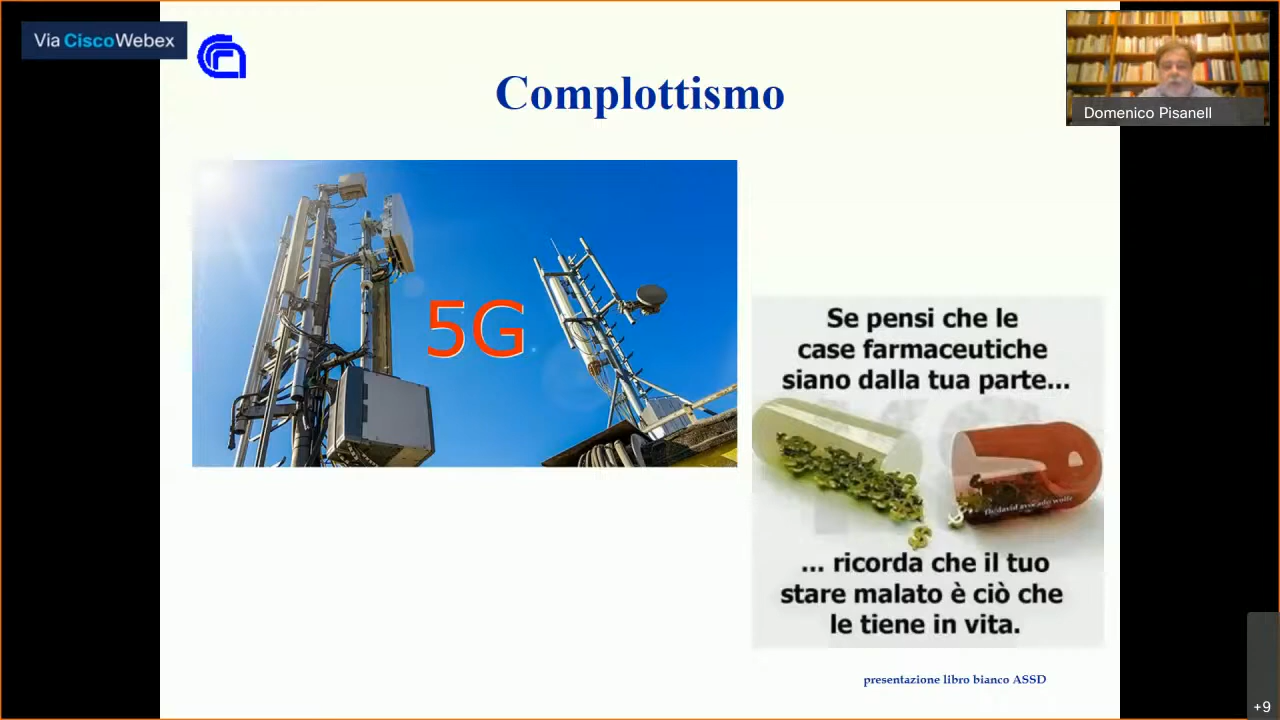 Via CiscoWebex
Complottismo
Domenico Pisanell
5G
Se pensi che le
case farmaceutiche
siano dalla tua parte...
... ricorda che il tuo
stare malato è ciò che
le tiene in vita.
presentazione libro bianco ASSD
+9